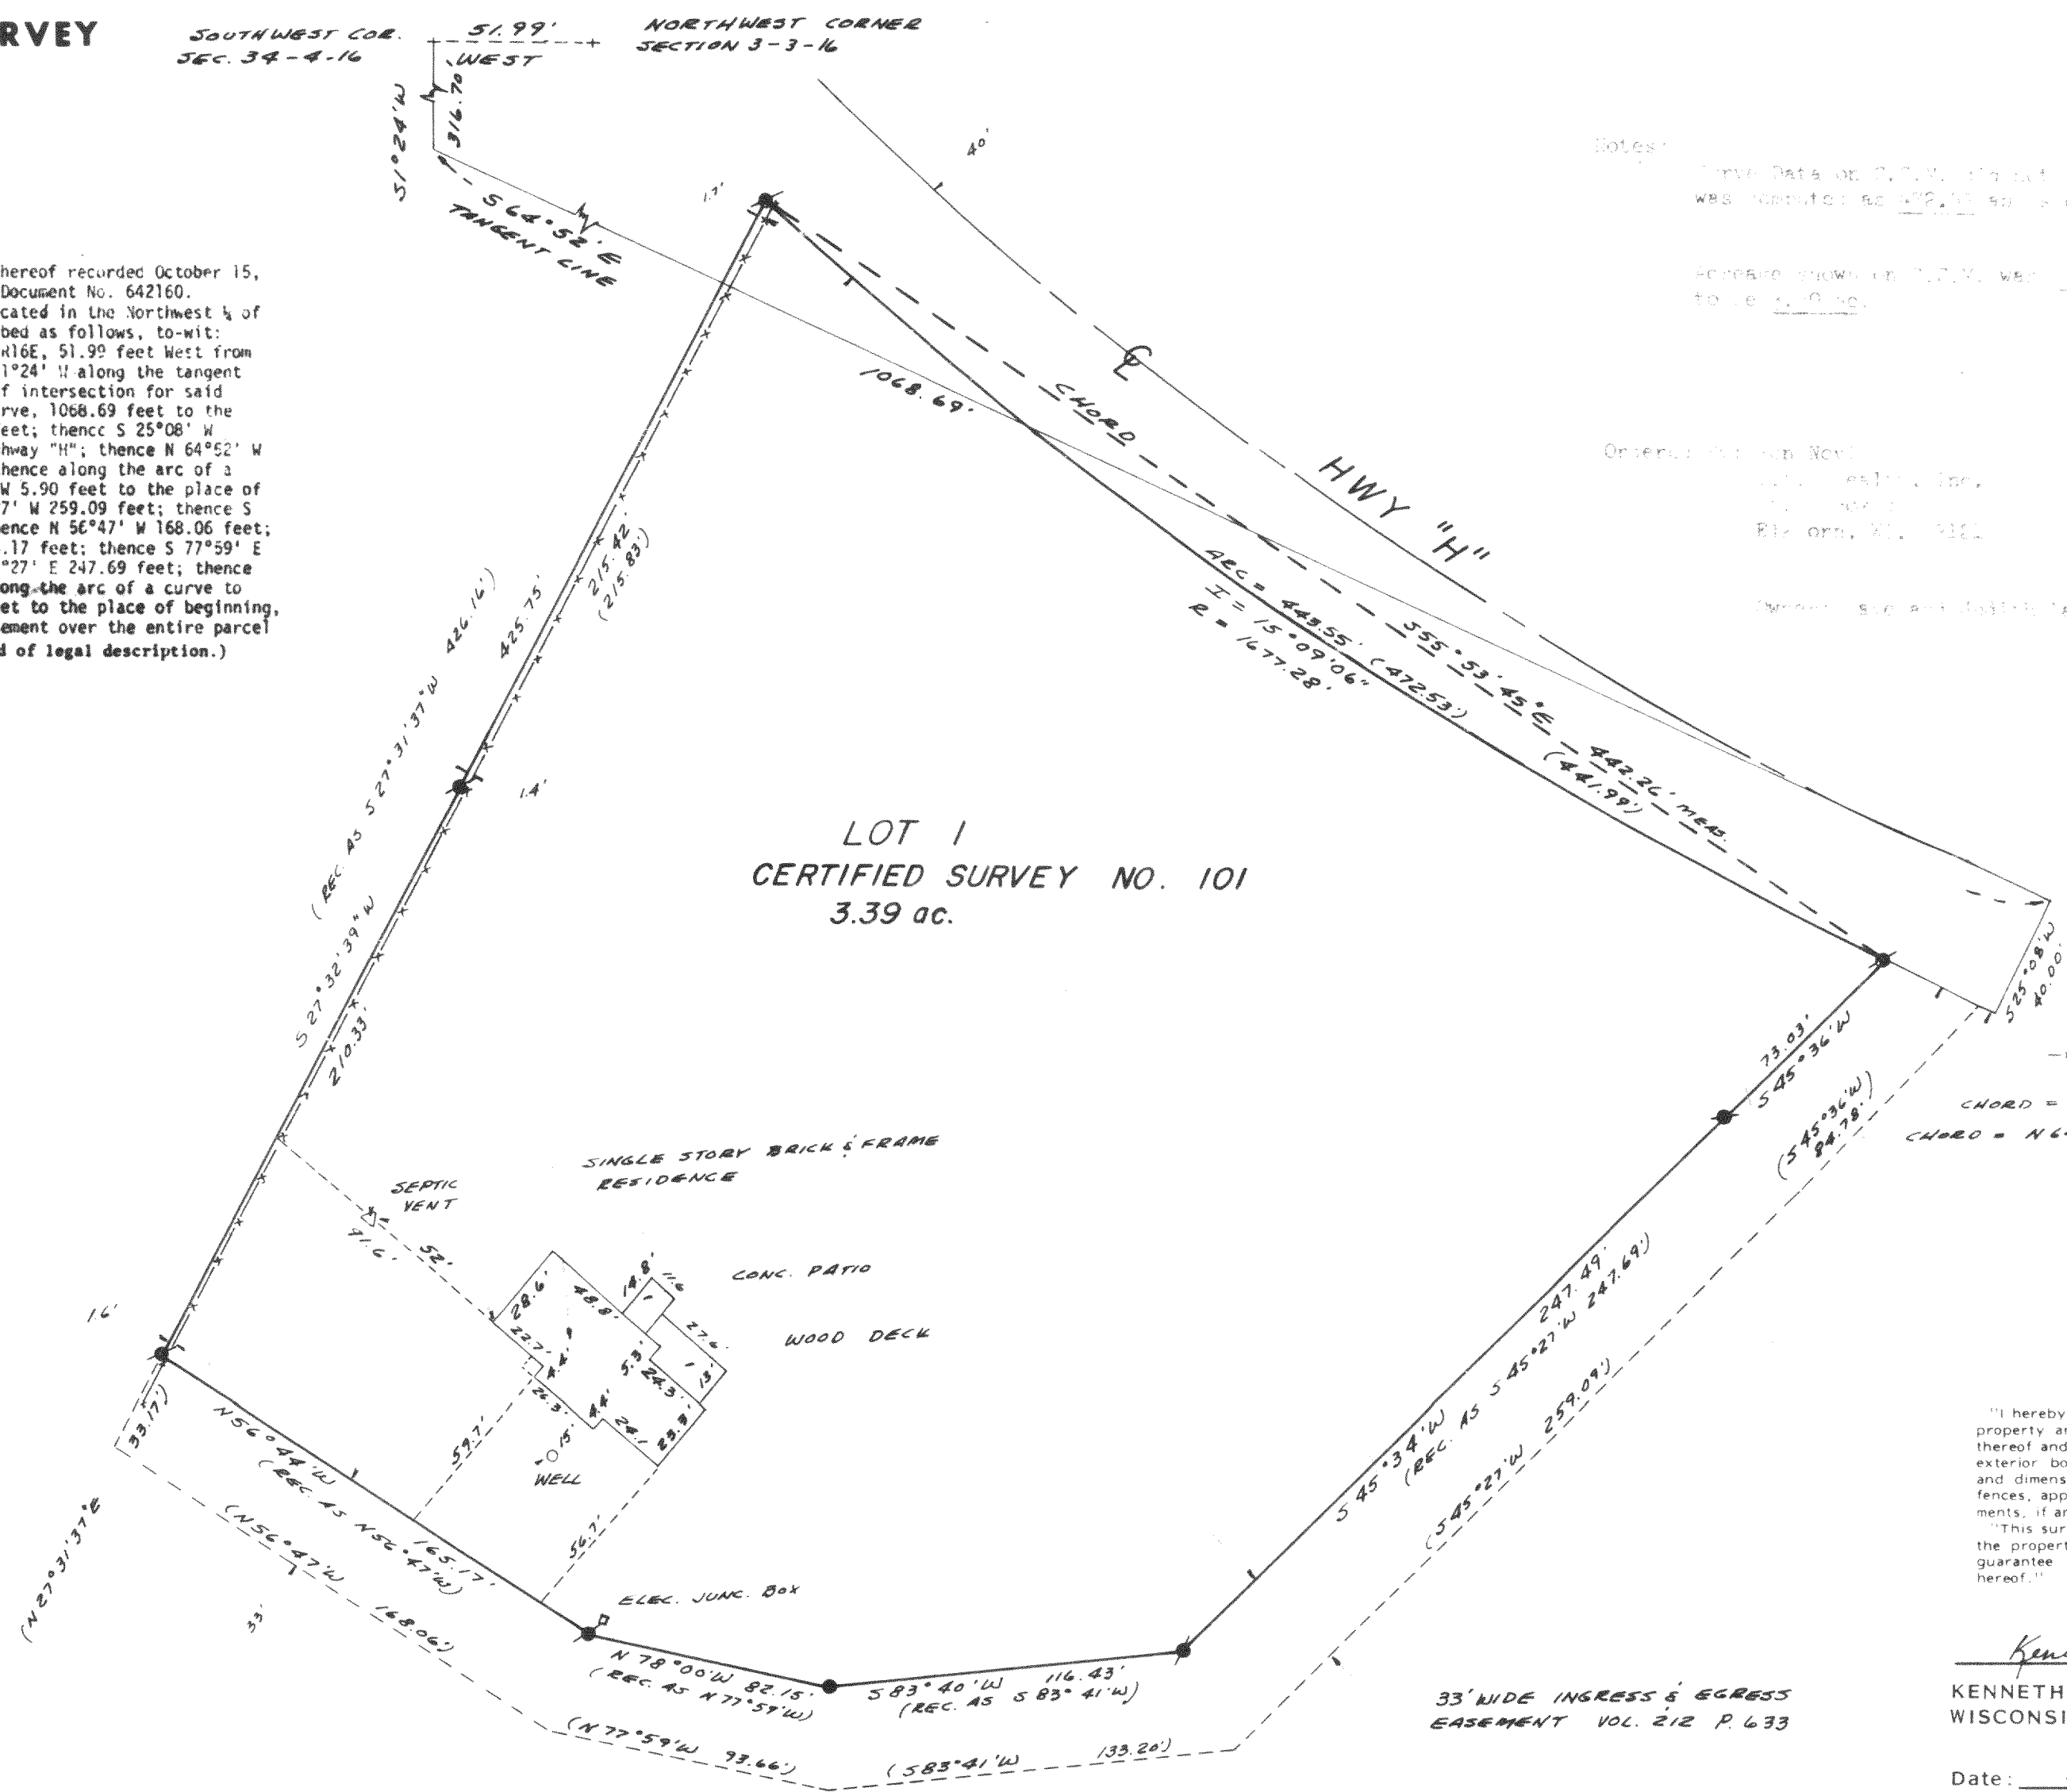 RVEY
SOUTHWEST COR.
SEC. 34-4-16
51.99'
WEST
NORTHWEST CORNER
SECTION 3-3-16
S1°24'W
316.70'
S64°52'E
TANGENT LINE
1.7'
40'
Notes:
hereof recorded October 15,
Document No. 642160.
cated in the Northwest ¼ of
bed as follows, to-wit:
R16E, 51.99 feet West from
1°24' W along the tangent
f intersection for said
rve, 1068.69 feet to the
eet; thence S 25°08' W
hway "H"; thence N 64°52' W
hence along the arc of a
W 5.90 feet to the place of
7' W 259.09 feet; thence S
ence N 56°47' W 168.06 feet;
.17 feet; thence S 77°59' E
°27' E 247.69 feet; thence
ong the arc of a curve to
et to the place of beginning,
ement over the entire parcel
d of legal description.)
1068.69'
CHORD
HWY "H"
ARC = 443.55' (472.53')
I = 15°09'06"
R = 1677.28'
S55°53'45"E 442.26' MEAS.
(441.99')
215.42'
(215.83')
425.75'
(REC. AS S27°31'37"W 426.16')
1.4'
S27°32'39"W
210.33'
LOT 1
CERTIFIED SURVEY NO. 101
3.39 ac.
S25°08'W
40.00'
73.03'
S45°36'W
(S45°36'W)
84.78')
CHORD =
CHORD = N6
SINGLE STORY BRICK & FRAME
RESIDENCE
SEPTIC
VENT
91.6'
52'
CONC. PATIO
WOOD DECK
28.6'
48.8'
14.8'
11.6
27.6'
22.7'
4.4'
5.3'
24.3'
13'
26.3'
4.4'
24.1
23.3'
15'
WELL
59.7'
56.7'
1.6'
33.17')
(N27°31'37"E
N56°44'W 165.17'
(REC. AS N56°47'W)
(N56°47'W 168.06')
33'
ELEC. JUNC. BOX
N78°00'W 82.15'
(REC. AS N77°59'W)
(N77°59'W 93.66')
S83°40'W 116.43'
(REC. AS S83°41'W)
(S83°41'W 133.20')
247.49'
S45°34'W
(REC. AS S45°27'W 247.69')
(S45°27'W 259.09')
33' WIDE INGRESS & EGRESS
EASEMENT VOL. 212 P. 633
"I hereby
property a
thereof and
exterior bo
and dimens
fences, app
ments, if a
"This sur
the propert
guarantee
hereof."
KENNETH
WISCONSI
Date: